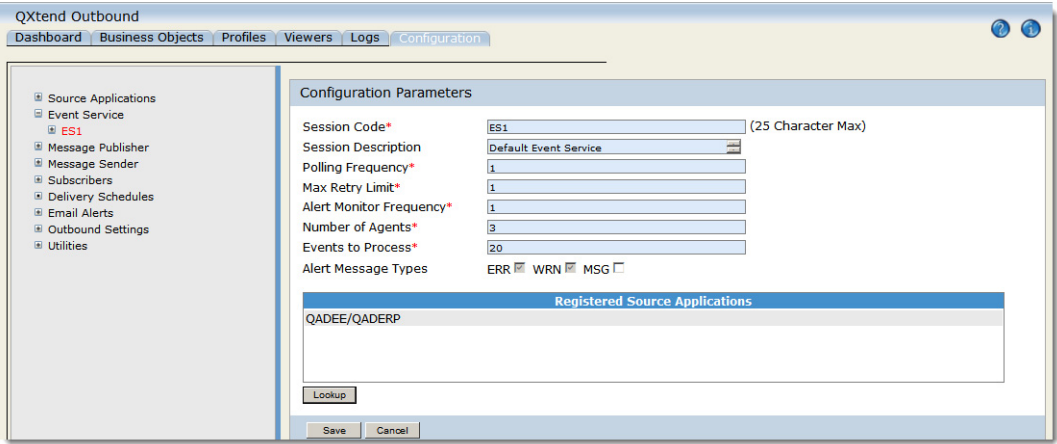 QXtend Outbound
Dashboard Business Objects Profiles Viewers Logs Configuration
Source Applications
Event Service
ES1
Message Publisher
Message Sender
Subscribers
Delivery Schedules
Email Alerts
Outbound Settings
Utilities
Configuration Parameters
Session Code* ES1 (25 Character Max)
Session Description Default Event Service
Polling Frequency* 1
Max Retry Limit* 1
Alert Monitor Frequency* 1
Number of Agents* 3
Events to Process* 20
Alert Message Types ERR WRN MSG
Registered Source Applications
QADEE/QADERP
Lookup
Save Cancel